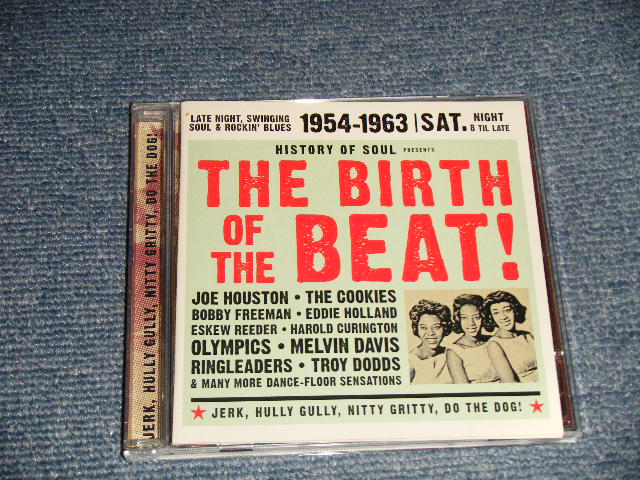 LATE NIGHT, SWINGING
SOUL & ROCKIN' BLUES
1954-1963
SAT.
NIGHT
8 TIL LATE
HISTORY OF SOUL PRESENTS
THE BIRTH
OF THE BEAT!
JOE HOUSTON • THE COOKIES
BOBBY FREEMAN • EDDIE HOLLAND
ESKEW REEDER • HAROLD CURINGTON
OLYMPICS • MELVIN DAVIS
RINGLEADERS • TROY DODDS
& MANY MORE DANCE-FLOOR SENSATIONS
★ JERK, HULLY GULLY, NITTY GRITTY, DO THE DOG! ★
JERK, HULLY GULLY, NITTY GRITTY, DO THE DOG!